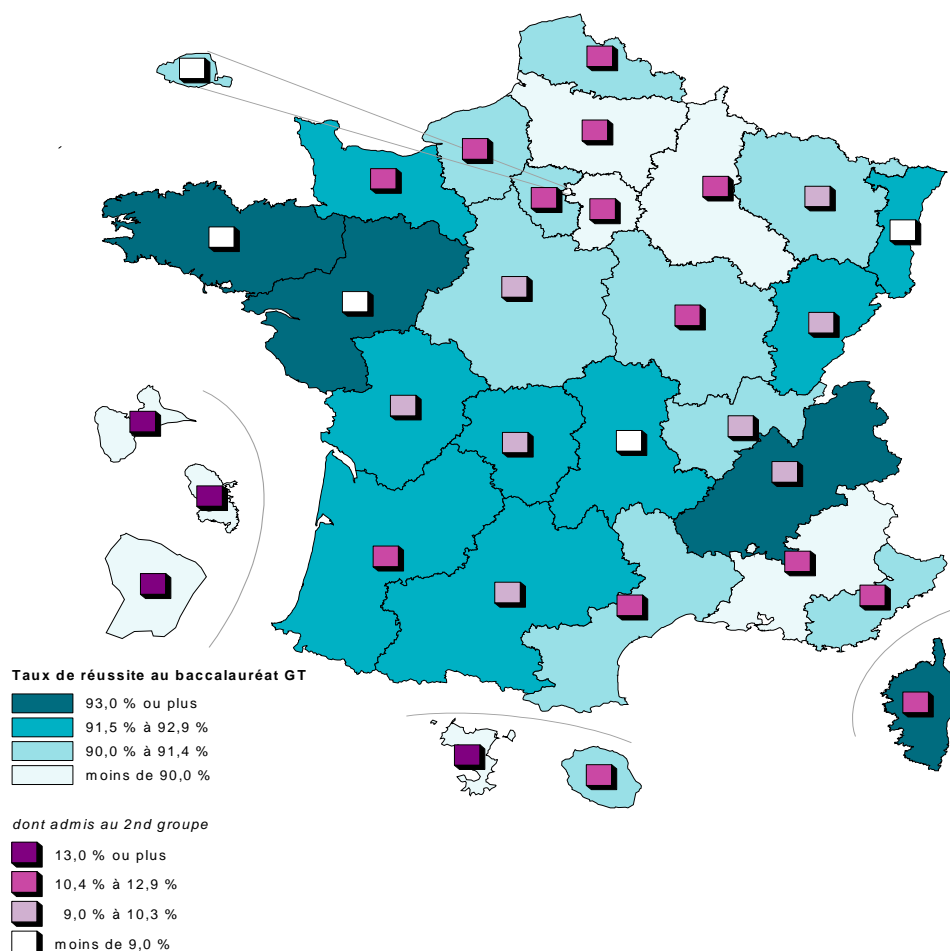 Taux de réussite au baccalauréat GT
93,0 % ou plus
91,5 % à 92,9 %
90,0 % à 91,4 %
moins de 90,0 %
dont admis au 2nd groupe
13,0 % ou plus
10,4 % à 12,9 %
9,0 % à 10,3 %
moins de 9,0 %